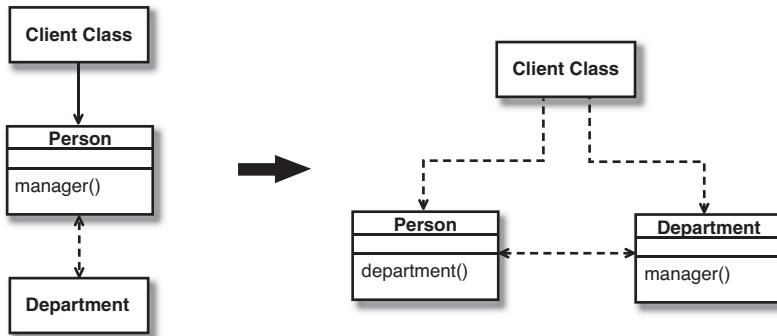 Client Class
Person
manager()
Department
Client Class
Person
department()
Department
manager()